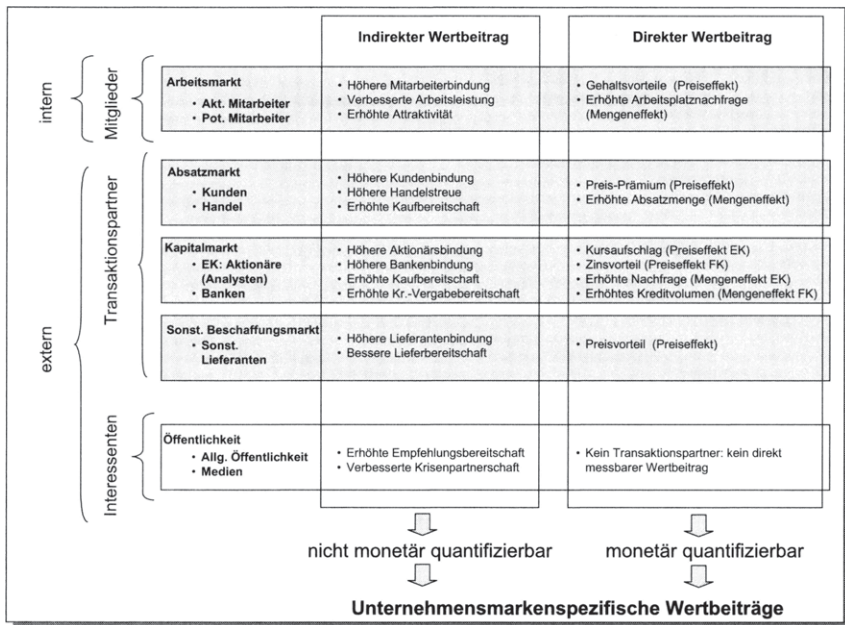 Indirekter Wertbeitrag
Direkter Wertbeitrag
intern
Mitglieder
Arbeitsmarkt
• Akt. Mitarbeiter
• Pot. Mitarbeiter
• Höhere Mitarbeiterbindung
• Verbesserte Arbeitsleistung
• Erhöhte Attraktivität
• Gehaltsvorteile (Preiseffekt)
• Erhöhte Arbeitsplatznachfrage
(Mengeneffekt)
extern
Transaktionspartner
Absatzmarkt
• Kunden
• Handel
• Höhere Kundenbindung
• Höhere Handelstreue
• Erhöhte Kaufbereitschaft
• Preis-Prämium (Preiseffekt)
• Erhöhte Absatzmenge (Mengeneffekt)
Kapitalmarkt
• EK: Aktionäre
(Analysten)
• Banken
• Höhere Aktionärsbindung
• Höhere Bankenbindung
• Erhöhte Kaufbereitschaft
• Erhöhte Kr.-Vergabebereitschaft
• Kursaufschlag (Preiseffekt EK)
• Zinsvorteil (Preiseffekt FK)
• Erhöhte Nachfrage (Mengeneffekt EK)
• Erhöhtes Kreditvolumen (Mengeneffekt FK)
Sonst. Beschaffungsmarkt
• Sonst.
Lieferanten
• Höhere Lieferantenbindung
• Bessere Lieferbereitschaft
• Preisvorteil (Preiseffekt)
Interessenten
Öffentlichkeit
• Allg. Öffentlichkeit
• Medien
• Erhöhte Empfehlungsbereitschaft
• Verbesserte Krisenpartnerschaft
• Kein Transaktionspartner: kein direkt
messbarer Wertbeitrag
nicht monetär quantifizierbar
monetär quantifizierbar
Unternehmensmarkenspezifische Wertbeiträge